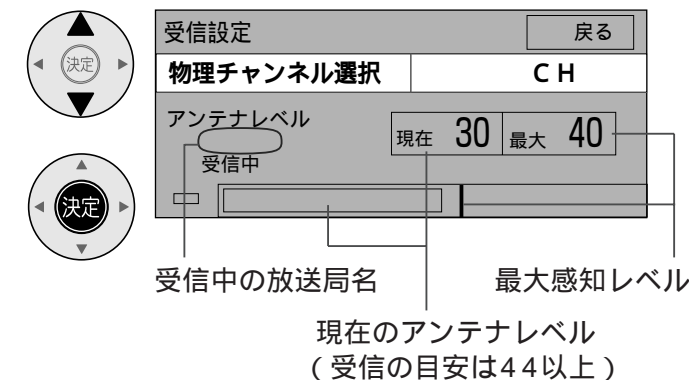 決定
受信設定 戻る
物理チャンネル選択 CH
アンテナレベル
現在 30 最大 40
受信中
決定
受信中の放送局名 最大感知レベル
現在のアンテナレベル
(受信の目安は44以上)